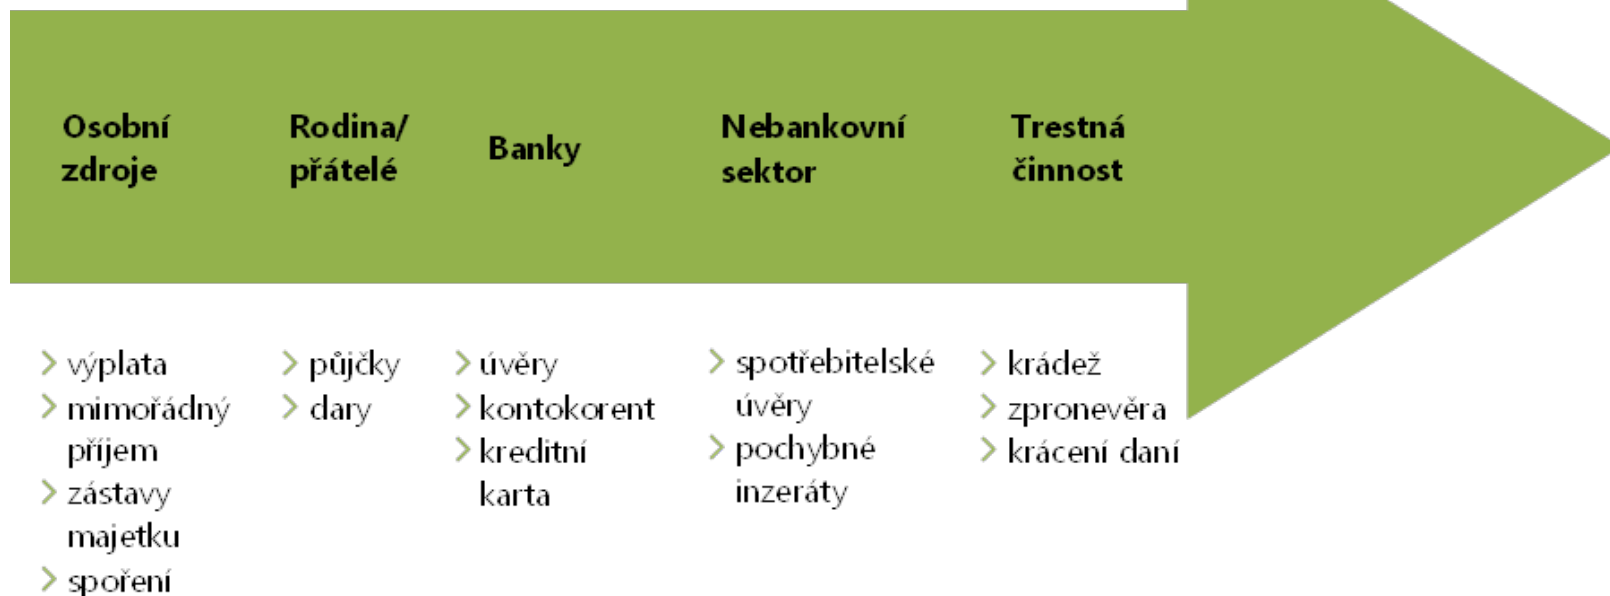 Osobní
zdroje
Rodina/
přátelé
Banky
Nebankovní
sektor
Trestná
činnost
výplata
mimořádný
příjem
zástavy
majetku
spoření
půjčky
dary
úvěry
kontokorent
kreditní
karta
spotřebitelské
úvěry
pochybné
inzeráty
krádež
zpronevěra
krácení daní